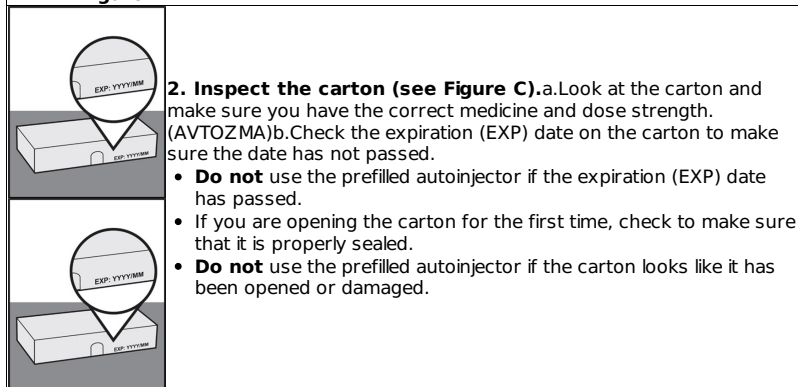 EXP: YYYY/MM
EXP: YYYY/MM
2. Inspect the carton (see Figure C).a.Look at the carton and
make sure you have the correct medicine and dose strength.
(AVTOZMA)b.Check the expiration (EXP) date on the carton to make
sure the date has not passed.
• Do not use the prefilled autoinjector if the expiration (EXP) date
has passed.
• If you are opening the carton for the first time, check to make sure
that it is properly sealed.
• Do not use the prefilled autoinjector if the carton looks like it has
been opened or damaged.
EXP: YYYY/MM
EXP: YYYY/MM